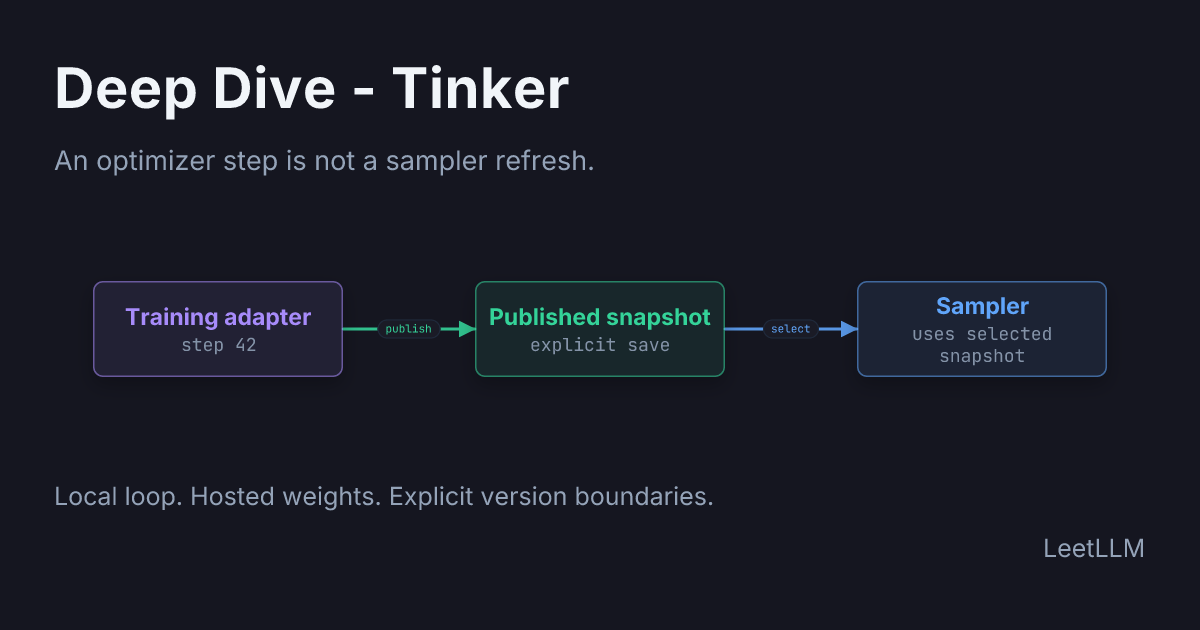 Deep Dive - Tinker
An optimizer step is not a sampler refresh.
Training adapter
step 42
publish
Published snapshot
explicit save
select
Sampler
uses selected
snapshot
Local loop. Hosted weights. Explicit version boundaries.
LeetLLM